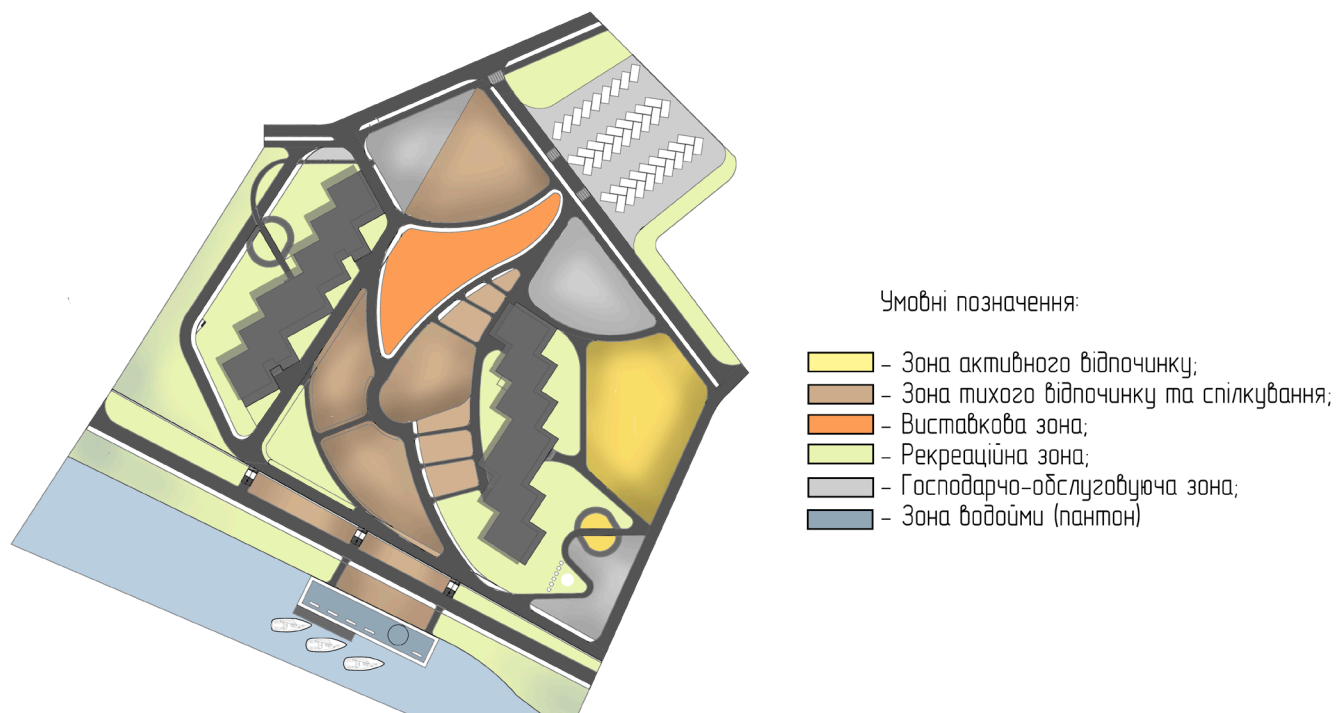 Умовні позначення:
- Зона активного відпочинку;
- Зона тихого відпочинку та спілкування;
- Виставкова зона;
- Рекреаційна зона;
- Господарчо-обслуговуюча зона;
- Зона водойми (пантон)